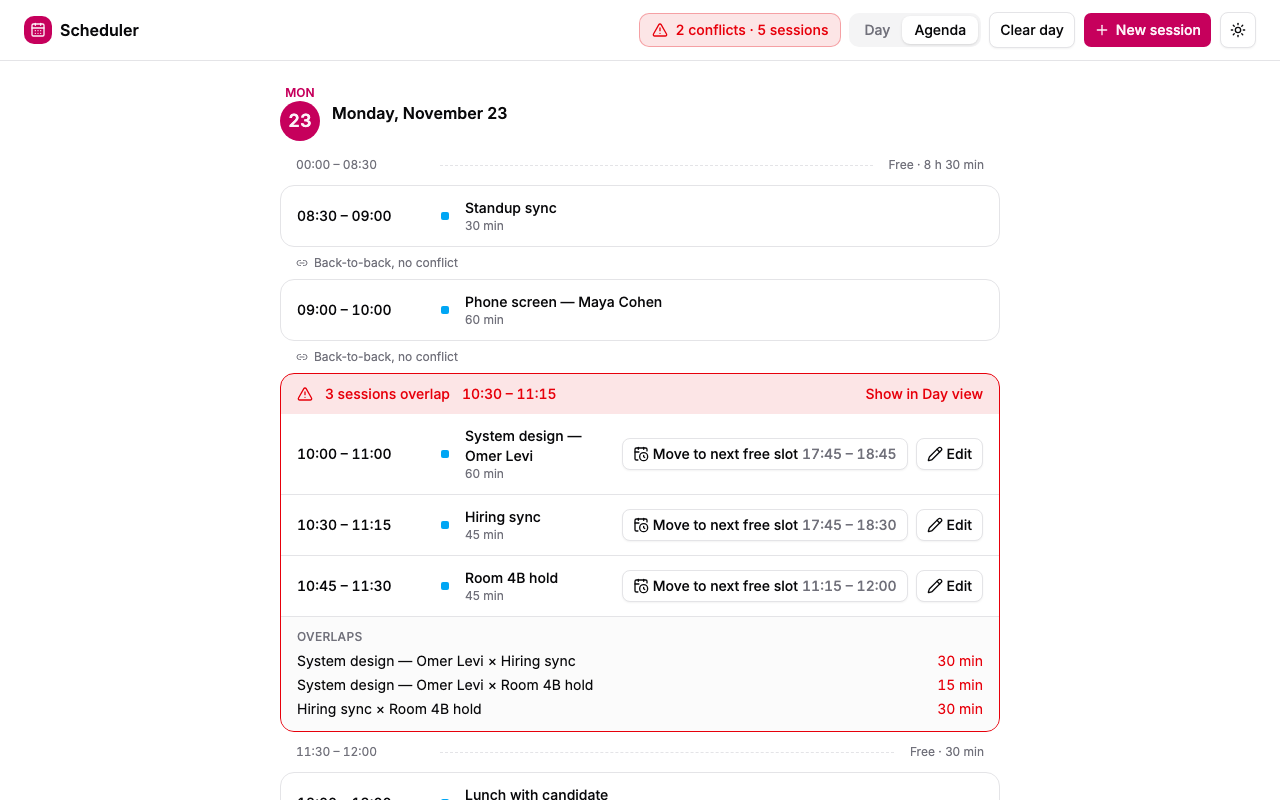 Scheduler
2 conflicts · 5 sessions
Day
Agenda
Clear day
New session
MON
23
Monday, November 23
00:00 – 08:30
Free · 8 h 30 min
08:30 – 09:00
Standup sync
30 min
Back-to-back, no conflict
09:00 – 10:00
Phone screen — Maya Cohen
60 min
Back-to-back, no conflict
3 sessions overlap 10:30 – 11:15
Show in Day view
10:00 – 11:00
System design —
Omer Levi
60 min
Move to next free slot 17:45 – 18:45
Edit
10:30 – 11:15
Hiring sync
45 min
Move to next free slot 17:45 – 18:30
Edit
10:45 – 11:30
Room 4B hold
45 min
Move to next free slot 11:15 – 12:00
Edit
OVERLAPS
System design — Omer Levi × Hiring sync
30 min
System design — Omer Levi × Room 4B hold
15 min
Hiring sync × Room 4B hold
30 min
11:30 – 12:00
Free · 30 min
Lunch with candidate